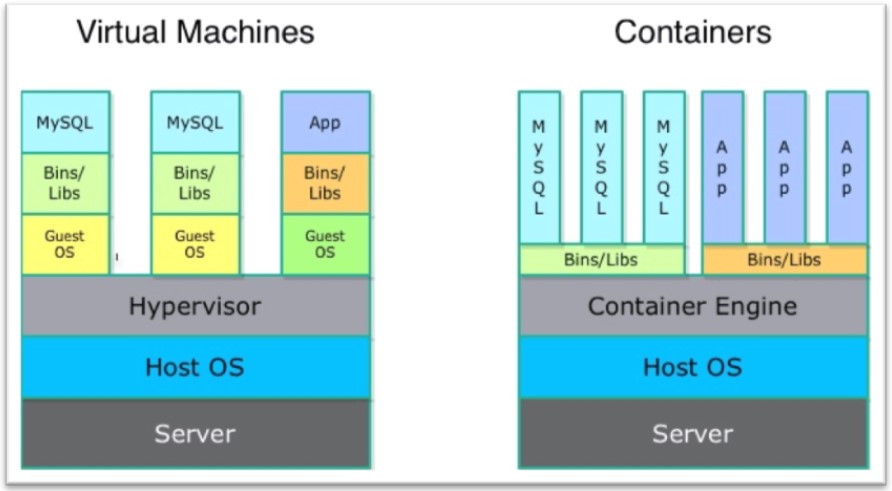 Virtual Machines
MySQL
MySQL
App
Bins/
Libs
Bins/
Libs
Bins/
Libs
Guest
OS
Guest
OS
Guest
OS
Hypervisor
Host OS
Server
Containers
MySQL
MySQL
MySQL
App
App
App
Bins/Libs
Bins/Libs
Container Engine
Host OS
Server